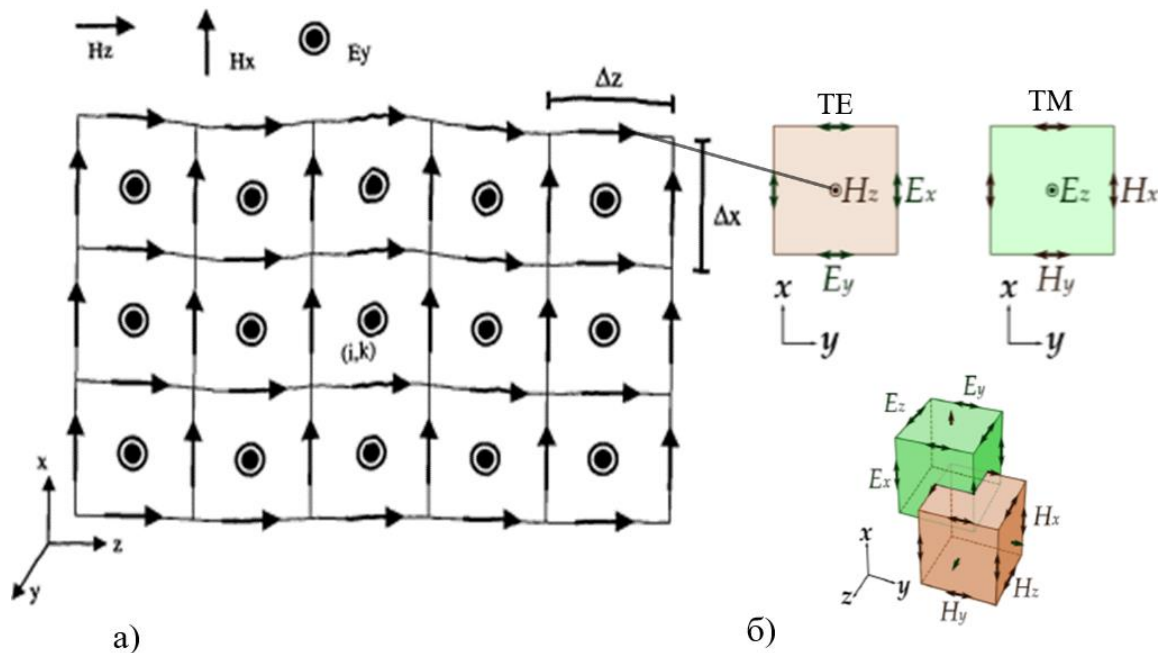 Hz
Hx
Ey
Δz
Δx
(i,k)
x
z
y
а)
TE
TM
Hz
Ex
Ey
x
y
Ez
Hx
Hy
x
y
Ey
Ez
Ex
Hx
Hz
Hy
x
y
z
б)